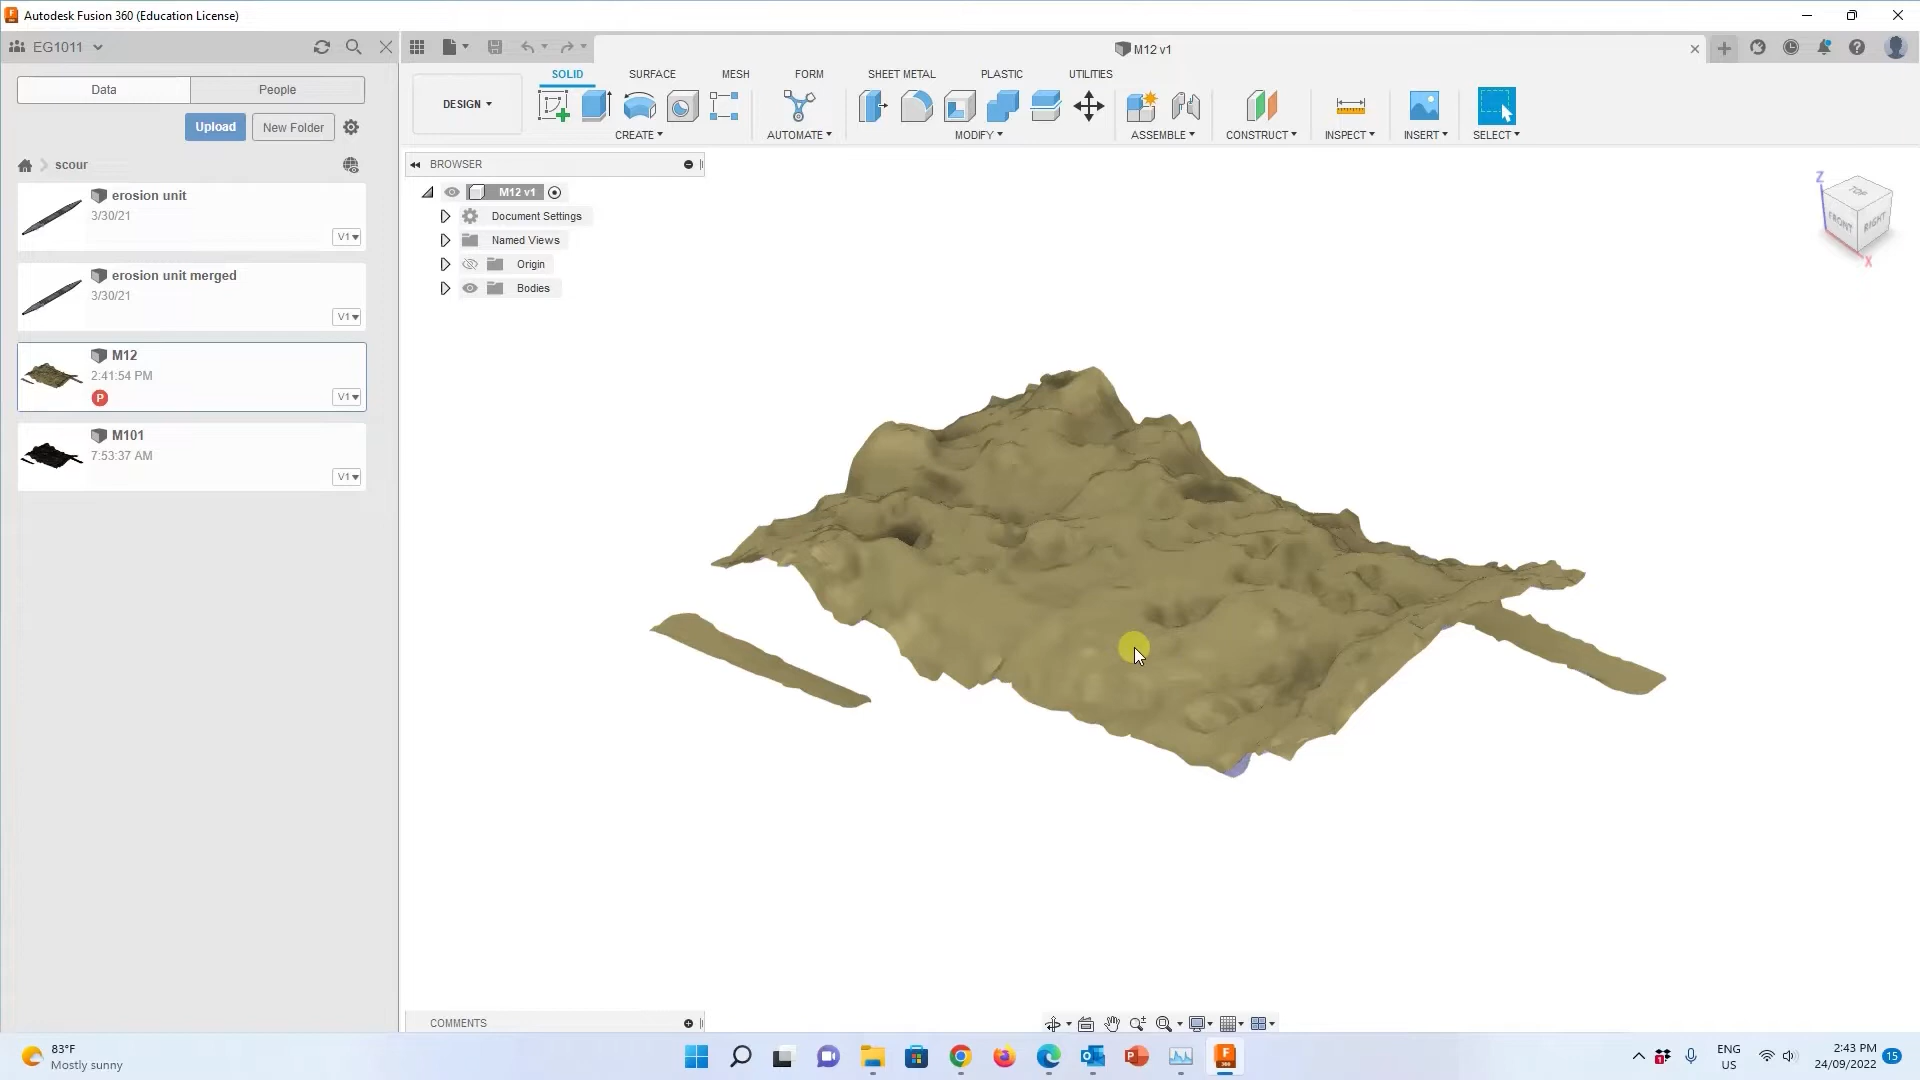 Autodesk Fusion 360 (Education License)
EG1011
M12 v1
Data
People
SOLID
SURFACE
MESH
FORM
SHEET METAL
PLASTIC
UTILITIES
DESIGN
CREATE
AUTOMATE
MODIFY
ASSEMBLE
CONSTRUCT
INSPECT
INSERT
SELECT
Upload
New Folder
scour
erosion unit
3/30/21
V1
erosion unit merged
3/30/21
V1
M12
2:41:54 PM
P
V1
M101
7:53:37 AM
V1
BROWSER
M12 v1
Document Settings
Named Views
Origin
Bodies
Z
TOP
FRONT
RIGHT
X
COMMENTS
83°F
Mostly sunny
ENG
US
2:43 PM
24/09/2022
15